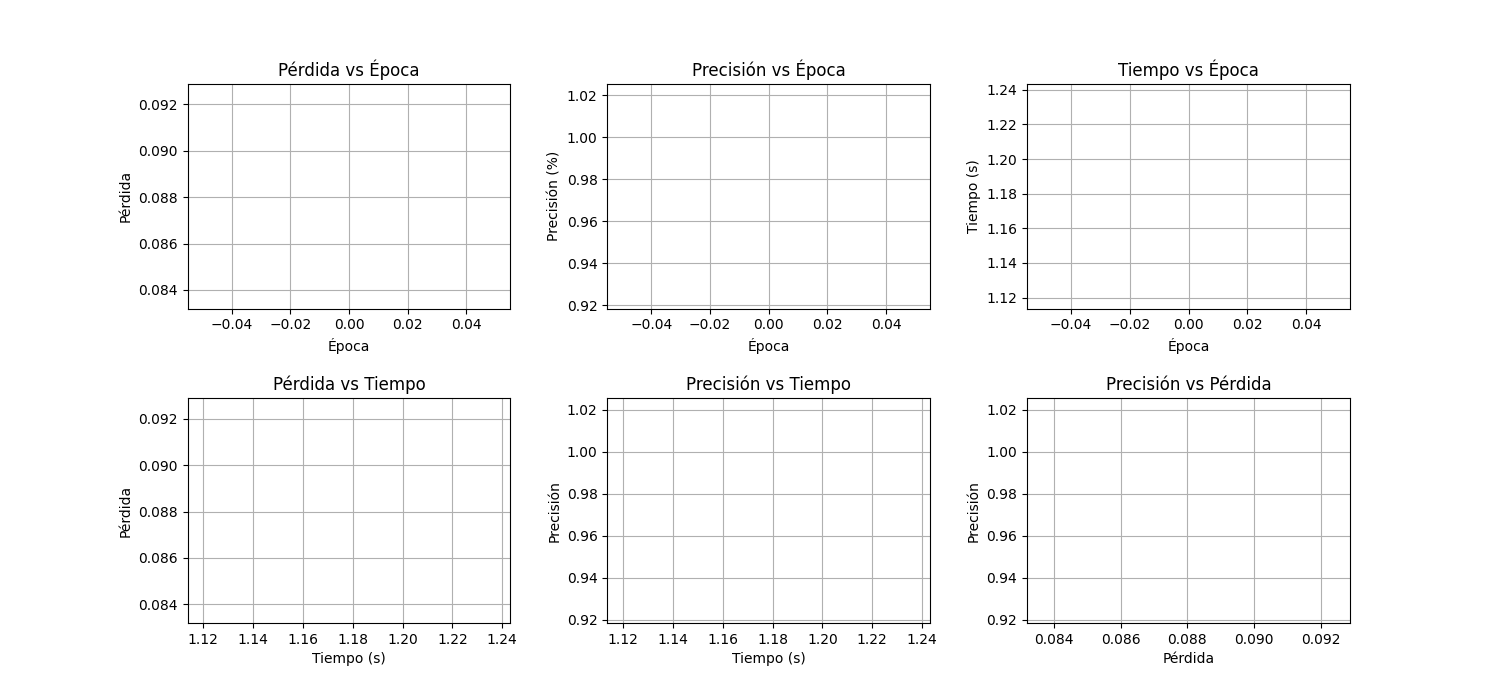 Pérdida vs Época
Precisión vs Época
Tiempo vs Época
0.092
0.090
0.088
0.086
0.084
Pérdida
−0.04 −0.02 0.00 0.02 0.04
Época
1.02
1.00
0.98
0.96
0.94
0.92
Precisión (%)
−0.04 −0.02 0.00 0.02 0.04
Época
1.24
1.22
1.20
1.18
1.16
1.14
1.12
Tiempo (s)
−0.04 −0.02 0.00 0.02 0.04
Época
Pérdida vs Tiempo
Precisión vs Tiempo
Precisión vs Pérdida
0.092
0.090
0.088
0.086
0.084
Pérdida
1.12 1.14 1.16 1.18 1.20 1.22 1.24
Tiempo (s)
1.02
1.00
0.98
0.96
0.94
0.92
Precisión
1.12 1.14 1.16 1.18 1.20 1.22 1.24
Tiempo (s)
1.02
1.00
0.98
0.96
0.94
0.92
Precisión
0.084 0.086 0.088 0.090 0.092
Pérdida